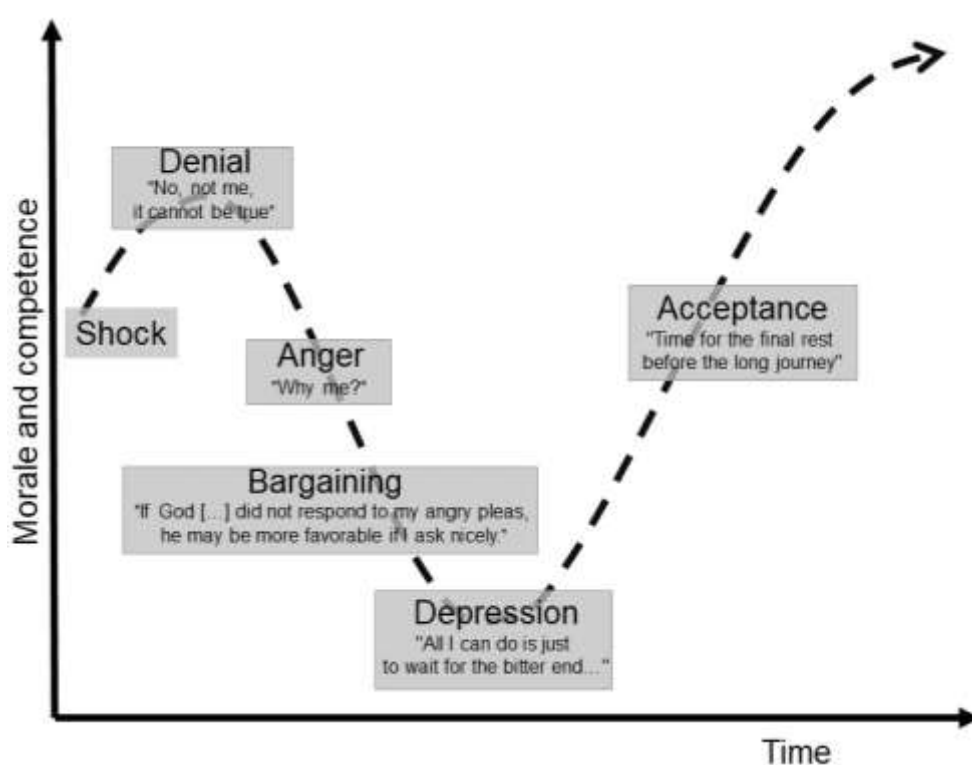 Morale and competence
Denial
"No, not me,
it cannot be true"
Shock
Anger
"Why me?"
Bargaining
"If God [...] did not respond to my angry pleas,
he may be more favorable if I ask nicely."
Depression
"All I can do is just
to wait for the bitter end..."
Acceptance
"Time for the final rest
before the long journey"
Time